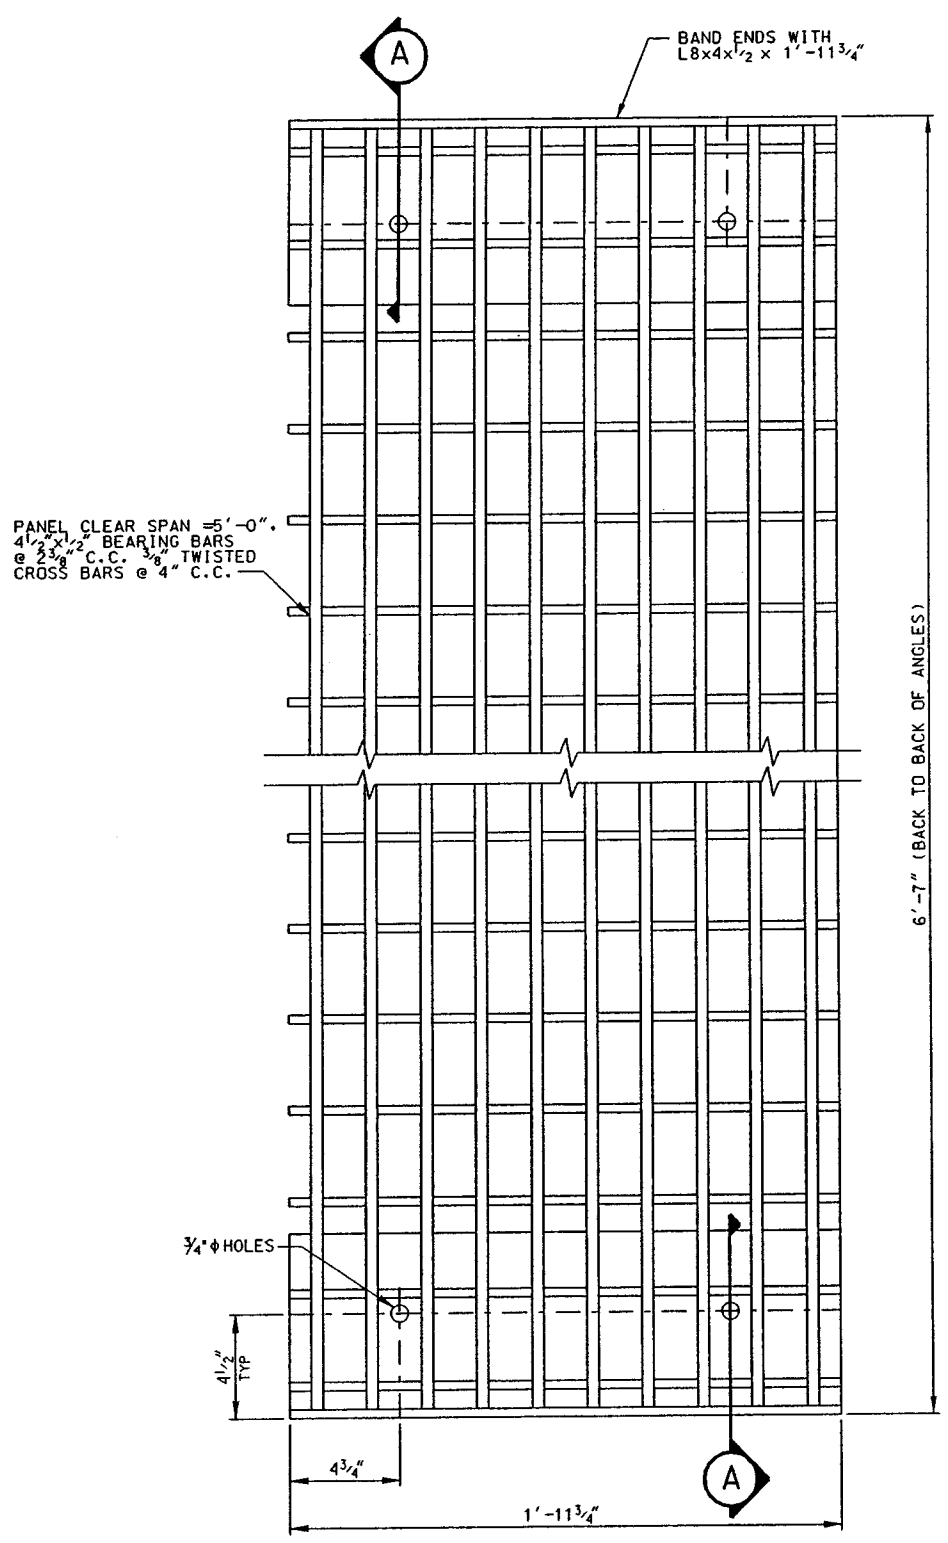 A
BAND ENDS WITH
L8x4x1/2 x 1'-11 3/4"
PANEL CLEAR SPAN =5'-0".
4 1/2"x1/2" BEARING BARS
@ 2 3/8" C.C. 3/8" TWISTED
CROSS BARS @ 4" C.C.
6'-7" (BACK TO BACK OF ANGLES)
3/4" ϕ HOLES
4 1/2"
TYP
4 3/4"
A
1'-11 3/4"